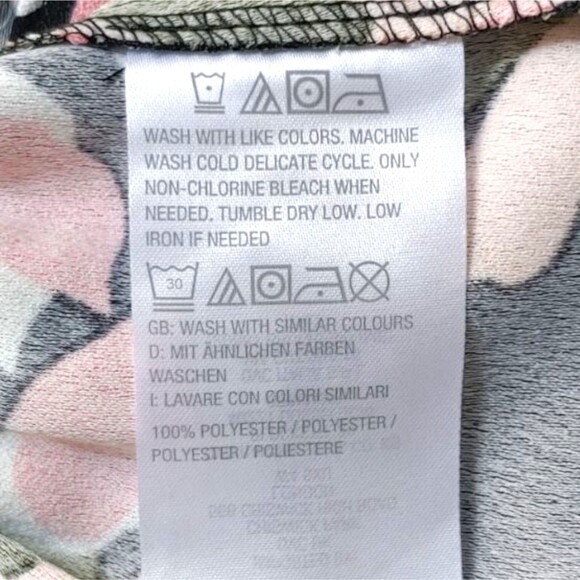 WASH WITH LIKE COLORS. MACHINE
WASH COLD DELICATE CYCLE. ONLY
NON-CHLORINE BLEACH WHEN
NEEDED. TUMBLE DRY LOW. LOW
IRON IF NEEDED
30
GB: WASH WITH SIMILAR COLOURS
D: MIT ÄHNLICHEN FARBEN
WASCHEN
I: LAVARE CON COLORI SIMILARI
100% POLYESTER / POLYESTER /
POLYESTER / POLIESTERE